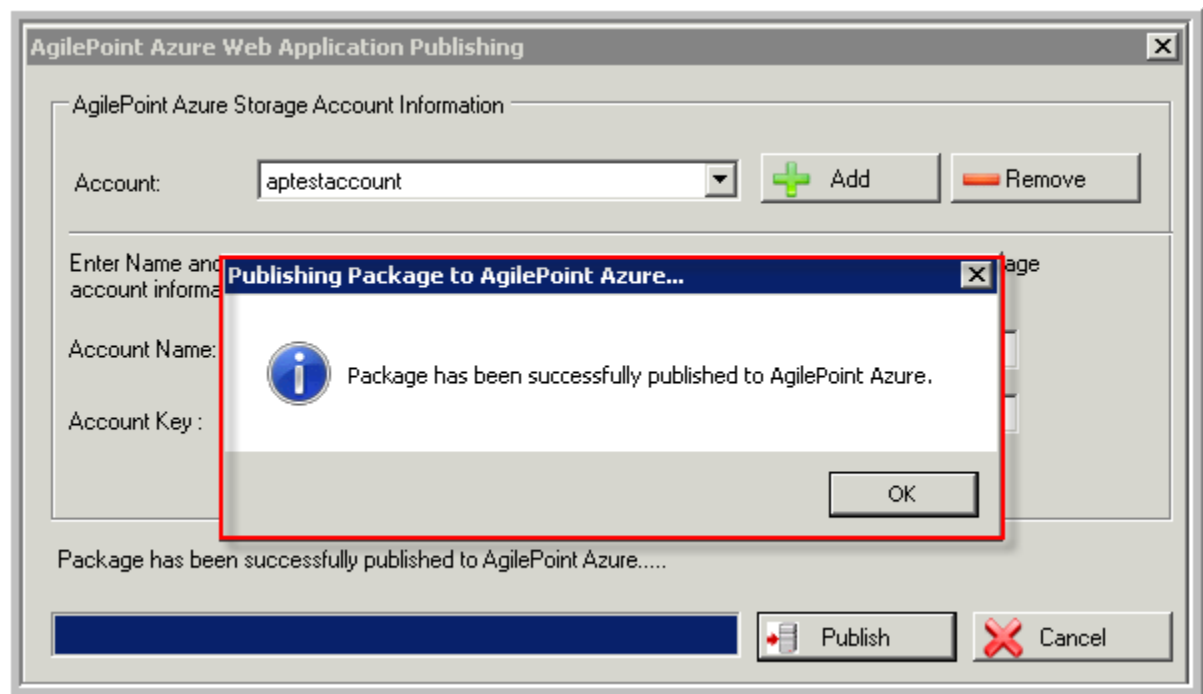 AgilePoint Azure Web Application Publishing
AgilePoint Azure Storage Account Information
Account:
aptestaccount
Add
Remove
Enter Name and
account informa
Publishing Package to AgilePoint Azure...
Package has been successfully published to AgilePoint Azure.
OK
Account Name:
Account Key :
Package has been successfully published to AgilePoint Azure.....
Publish
Cancel